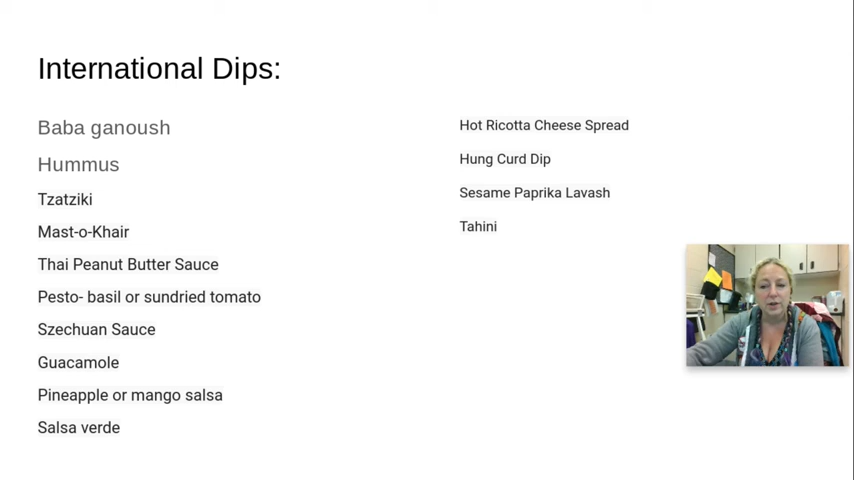 International Dips:
Baba ganoush
Hummus
Tzatziki
Mast-o-Khair
Thai Peanut Butter Sauce
Pesto- basil or sundried tomato
Szechuan Sauce
Guacamole
Pineapple or mango salsa
Salsa verde
Hot Ricotta Cheese Spread
Hung Curd Dip
Sesame Paprika Lavash
Tahini